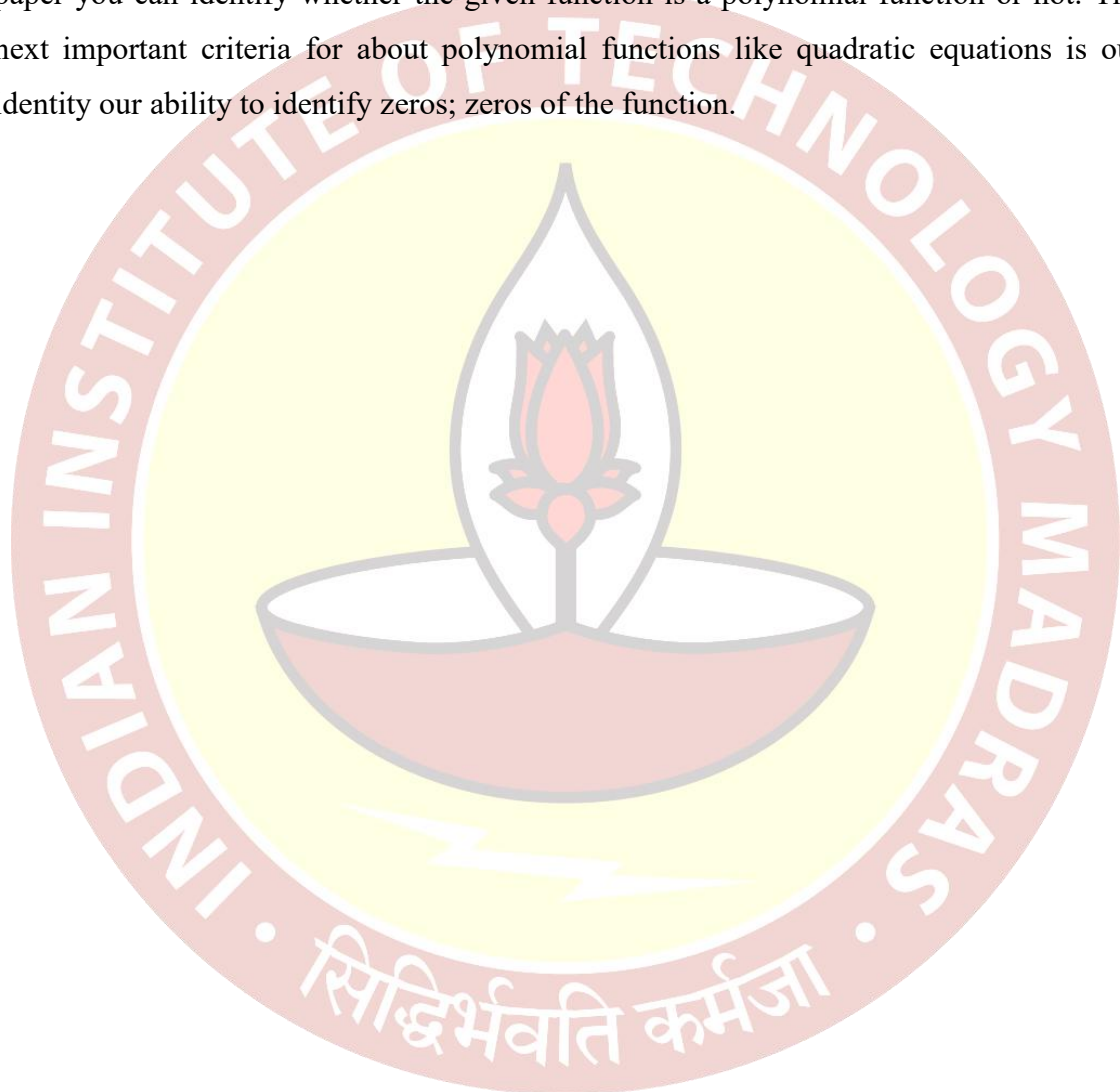 paper you can identify whether the given function is a polynomial function or not. Th
next important criteria for about polynomial functions like quadratic equations is ou
identity our ability to identify zeros; zeros of the function.
INDIAN INSTITUTE OF TECHNOLOGY MADRAS
सिद्धिर्भवति कर्मजा